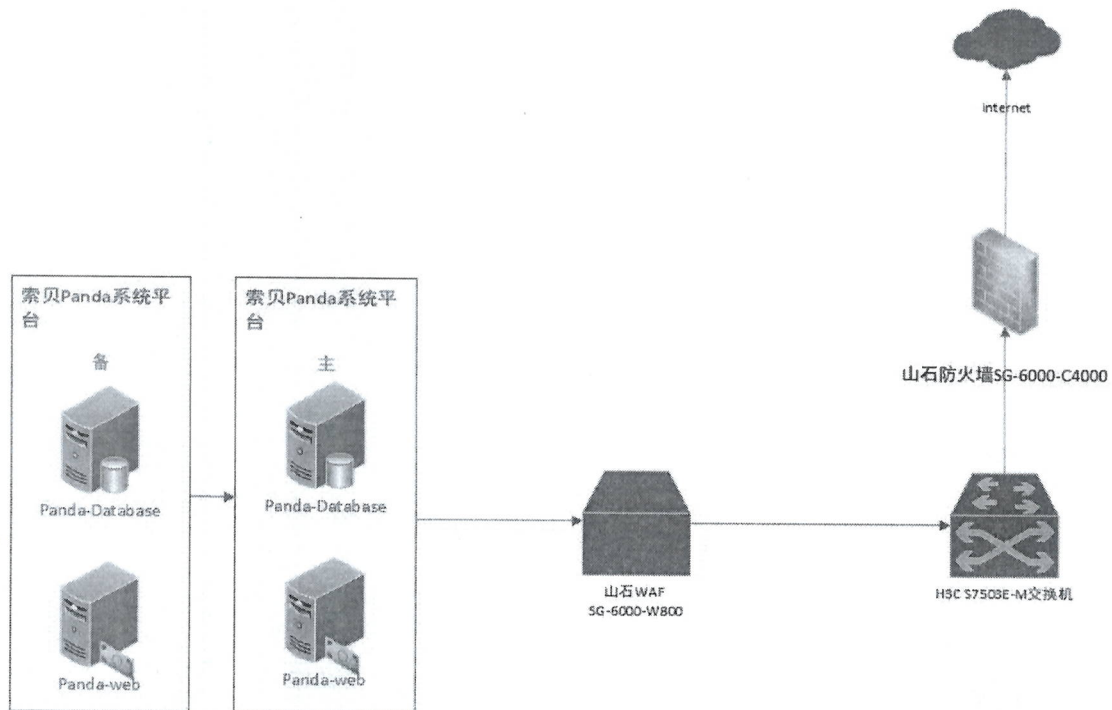 internet
山石防火墙SG-6000-C4000
索贝Panda系统平
台
备
Panda-Database
Panda-web
索贝Panda系统平
台
主
Panda-Database
Panda-web
山石WAF
SG-6000-W800
H3C S7503E-M交换机